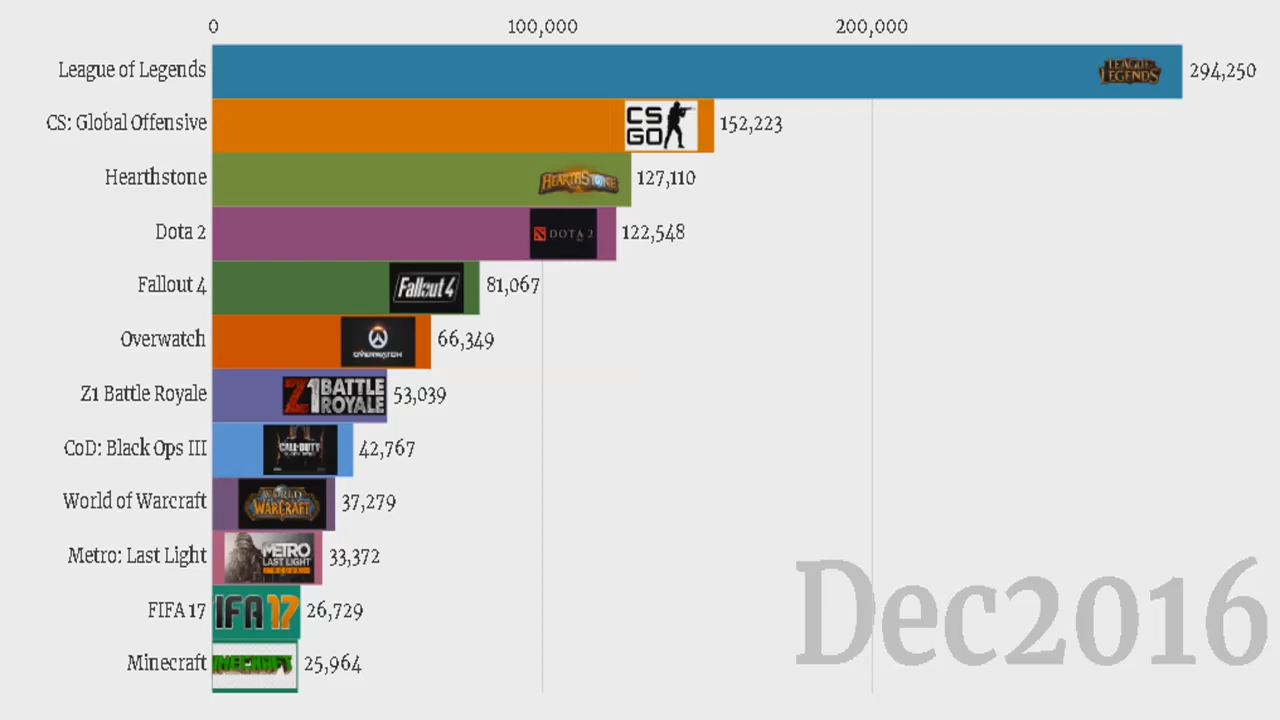 0 100,000 200,000
League of Legends LEAGUE of LEGENDS 294,250
CS: Global Offensive CS GO 152,223
Hearthstone HEARTHSTONE 127,110
Dota 2 DOTA 2 122,548
Fallout 4 Fallout 4 81,067
Overwatch OVERWATCH 66,349
Z1 Battle Royale Z1 BATTLE ROYALE 53,039
CoD: Black Ops III CALL OF DUTY 42,767
World of Warcraft WORLD WARCRAFT 37,279
Metro: Last Light METRO LAST LIGHT REDUX 33,372
FIFA 17 IFA 17 26,729
Minecraft MINECRAFT 25,964
Dec2016